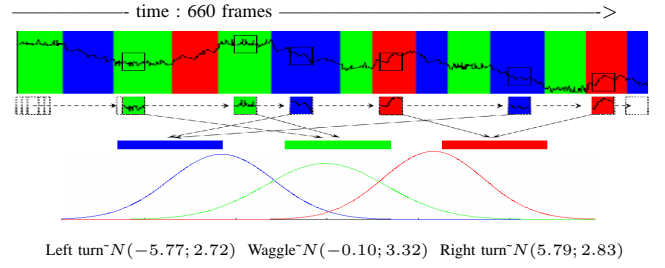 time : 660 frames
Left turn~N(−5.77; 2.72) Waggle~N(−0.10; 3.32) Right turn~N(5.79; 2.83)